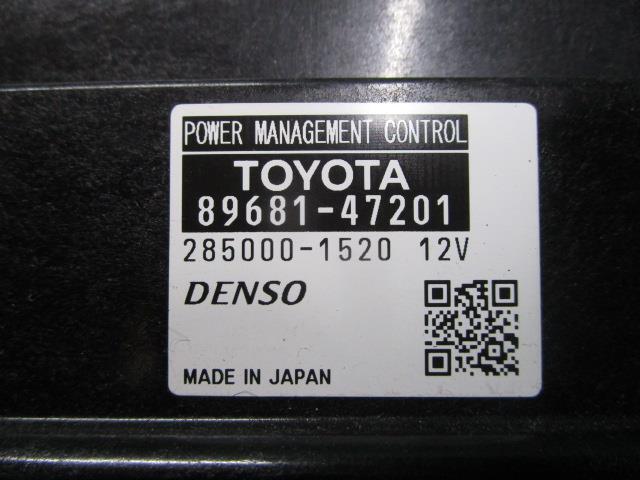 POWER MANAGEMENT CONTROL
TOYOTA
89681-47201
285000-1520 12V
DENSO
MADE IN JAPAN